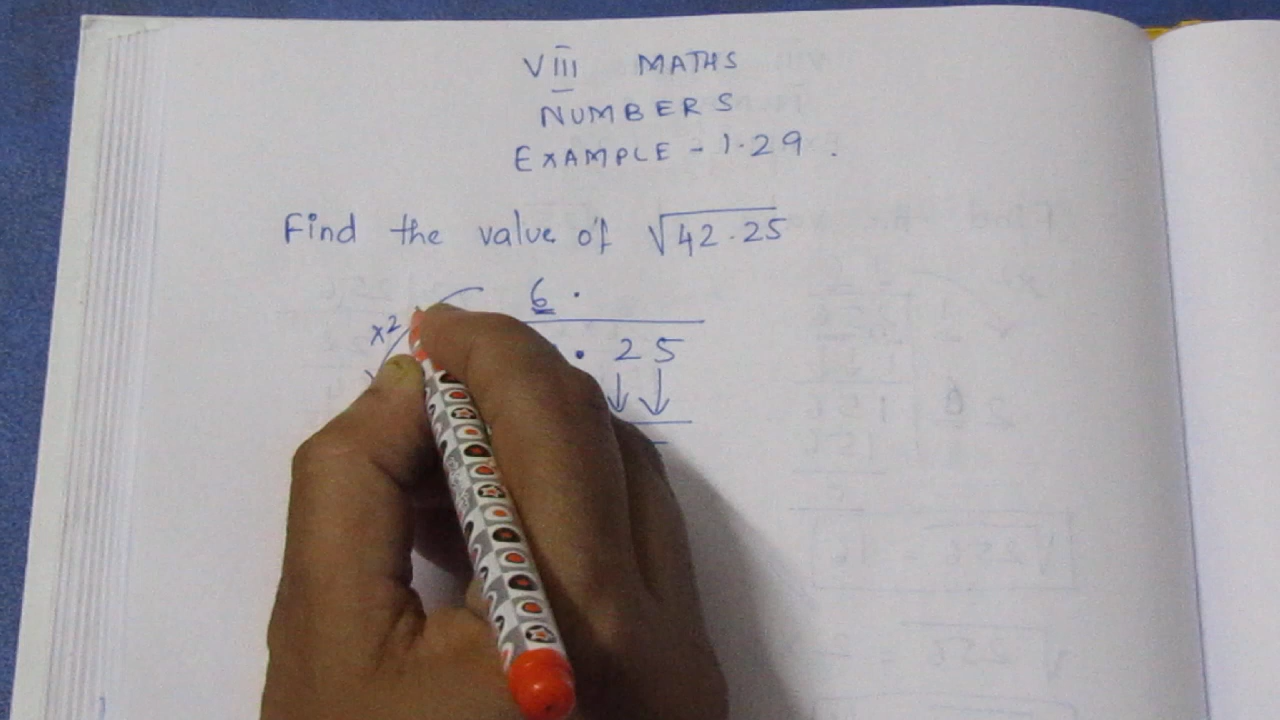 VIII MATHS
NUMBERS
EXAMPLE - 1.29.
Find the value of √42.25
6.
x2
. 25